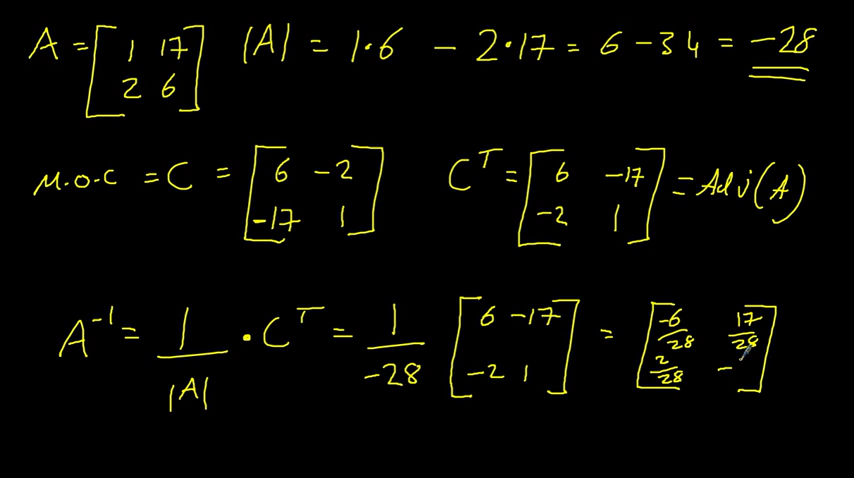 A = [1 17 2 6] |A| = 1·6 - 2·17 = 6 - 34 = -28
M.O.C = C = [6 -2 -17 1] C^T = [6 -17 -2 1] = Adj(A)
A^-1 = 1/|A| · C^T = 1/-28 [6 -17 -2 1] = [-6/28 17/28 2/28 -]